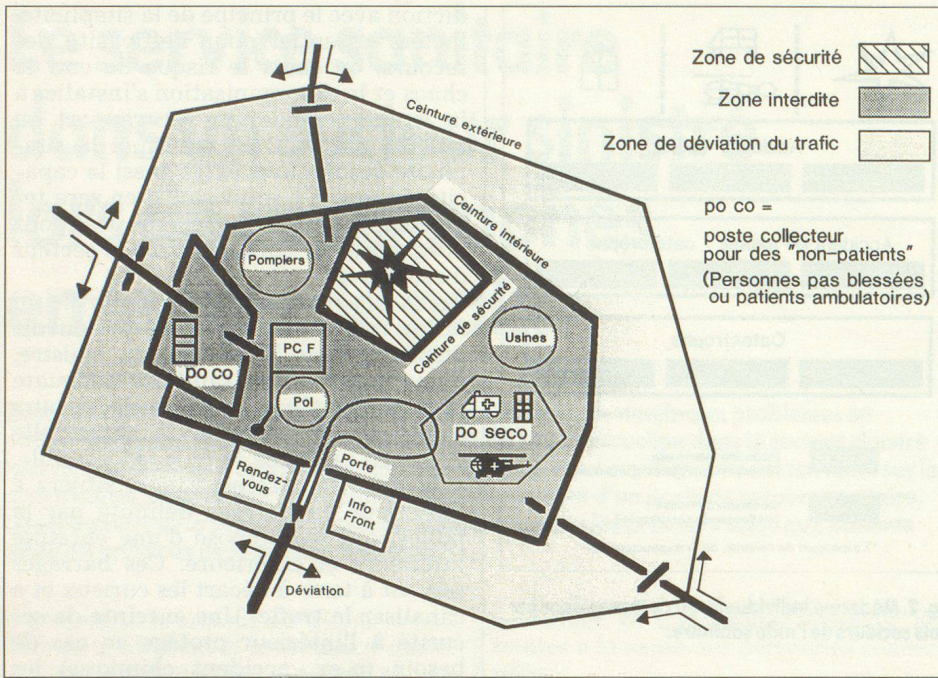 Zone de sécurité
Zone interdite
Zone de déviation du trafic
po co =
poste collecteur
pour des "non-patients"
(Personnes pas blessées
ou patients ambulatoires)
Ceinture extérieure
Ceinture intérieure
Ceinture de sécurité
Pompiers
Usines
PC F
po co
Pol
po seco
Porte
Rendez-
vous
Info
Front
Déviation